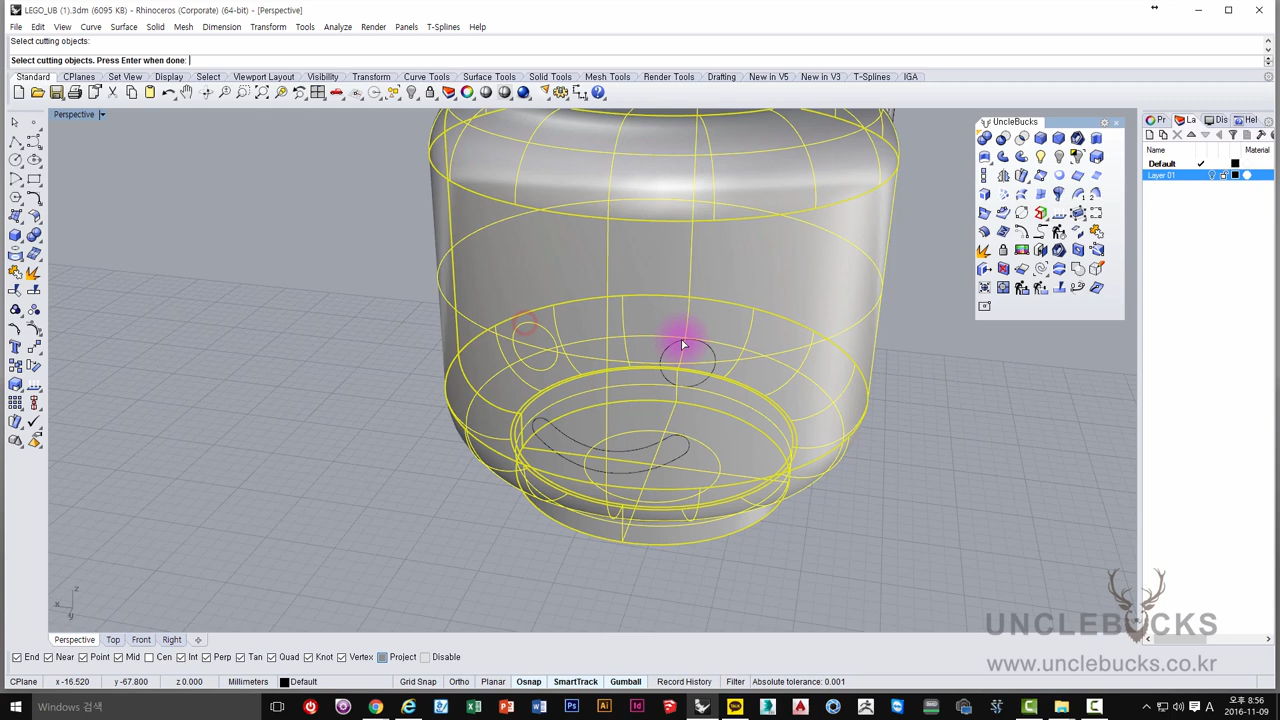 LEGO_UB (1).3dm (6095 KB) - Rhinoceros (Corporate) (64-bit) - [Perspective]
File Edit View Curve Surface Solid Mesh Dimension Transform Tools Analyze Render Panels T-Splines Help
Select cutting objects:
Select cutting objects. Press Enter when done:
Standard CPlanes Set View Display Select Viewport Layout Visibility Transform Curve Tools Surface Tools Solid Tools Mesh Tools Render Tools Drafting New in V5 New in V3 T-Splines IGA
Perspective
UncleBucks
Pr La Dis Hel
Name Material
Default
Layer 01
z
x
y
UNCLEBUCKS
www.unclebucks.co.kr
Perspective Top Front Right
End Near Point Mid Cen Int Perp Tan Quad Knot Vertex Project Disable
CPlane x -16.520 y -67.800 z 0.000 Millimeters Default Grid Snap Ortho Planar Osnap SmartTrack Gumball Record History Filter Absolute tolerance: 0.001
Windows 검색
A
오후 8:56
2016-11-09